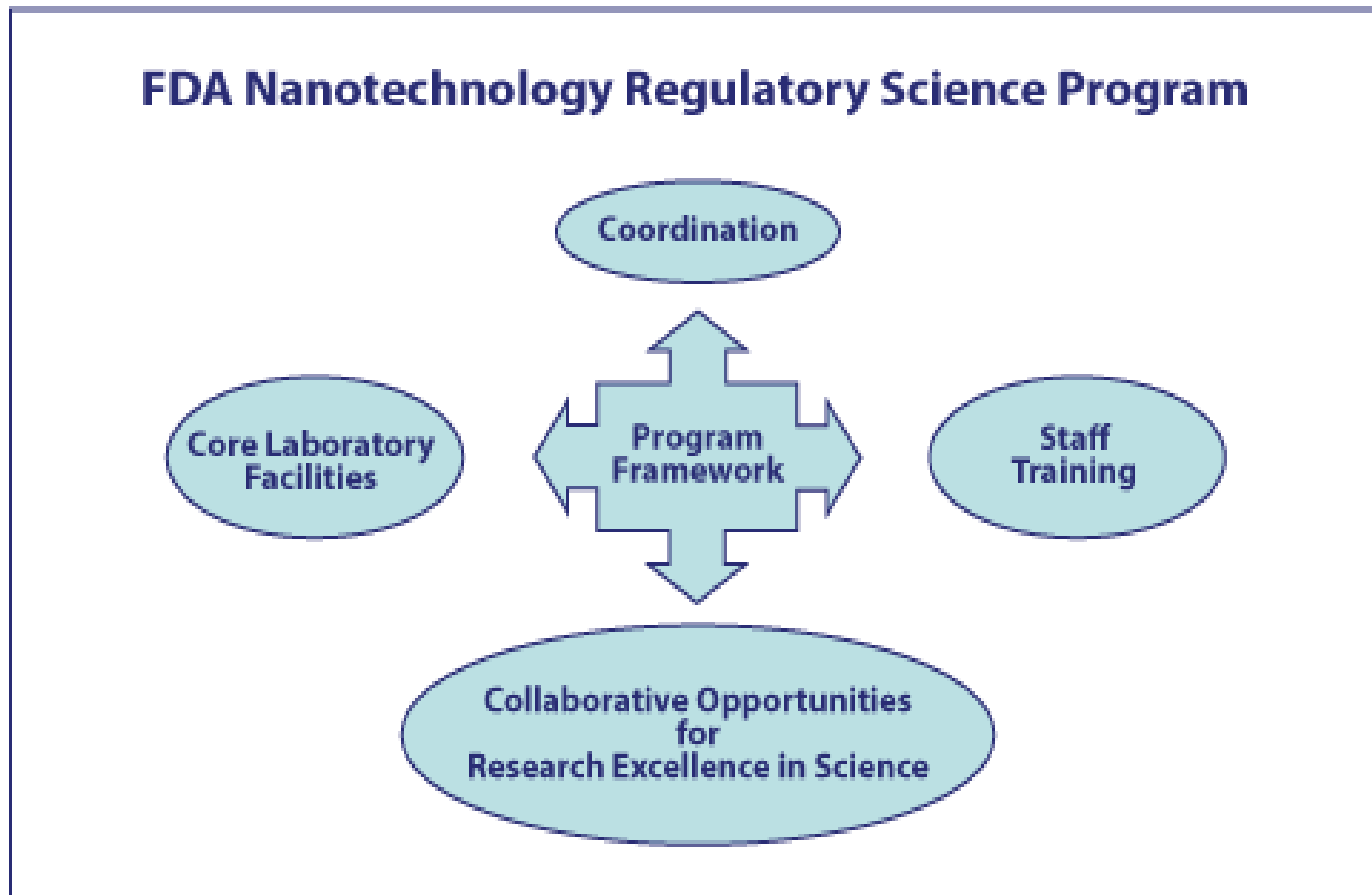 FDA Nanotechnology Regulatory Science Program
Coordination
Core Laboratory
Facilities
Program
Framework
Staff
Training
Collaborative Opportunities
for
Research Excellence in Science